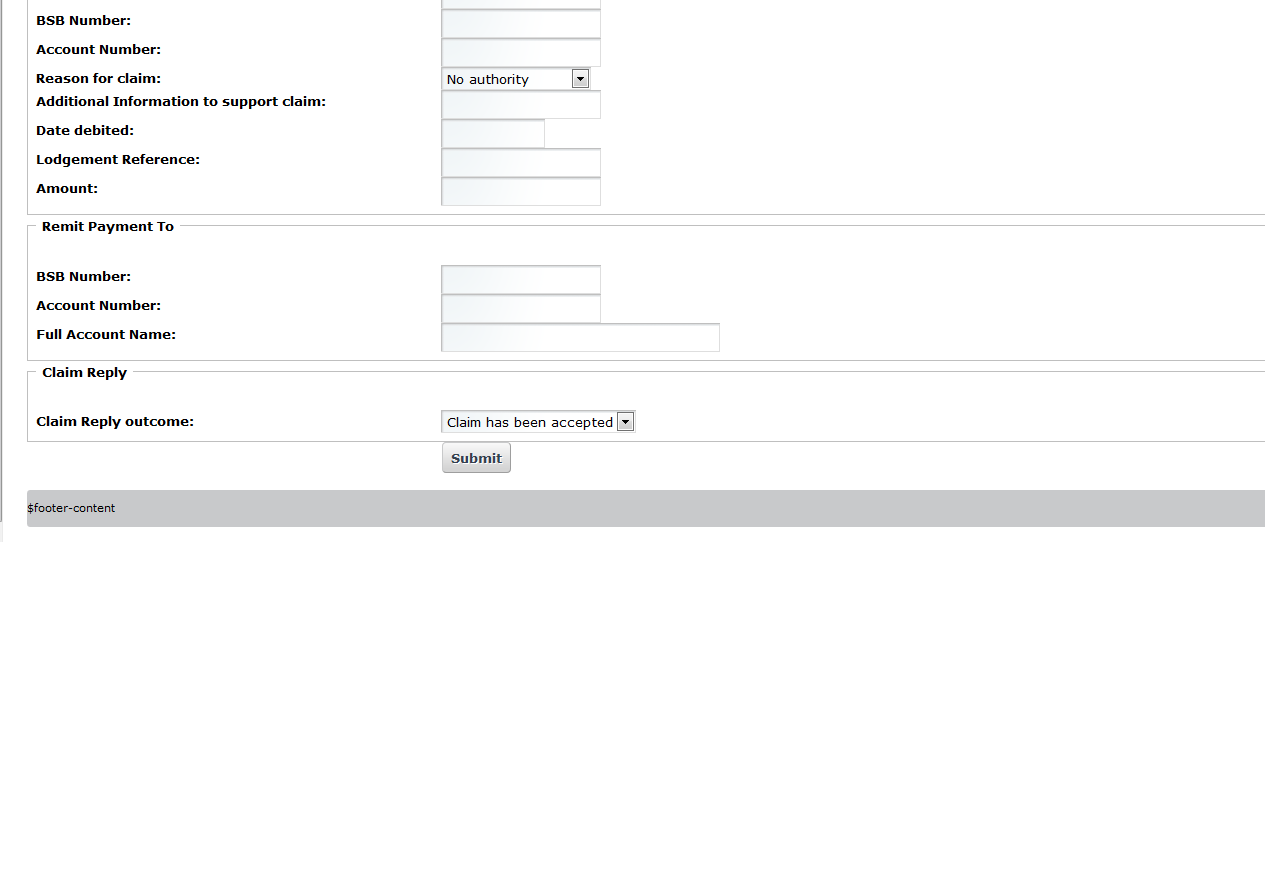 BSB Number:
Account Number:
Reason for claim: No authority
Additional Information to support claim:
Date debited:
Lodgement Reference:
Amount:
Remit Payment To
BSB Number:
Account Number:
Full Account Name:
Claim Reply
Claim Reply outcome: Claim has been accepted
Submit
$footer-content